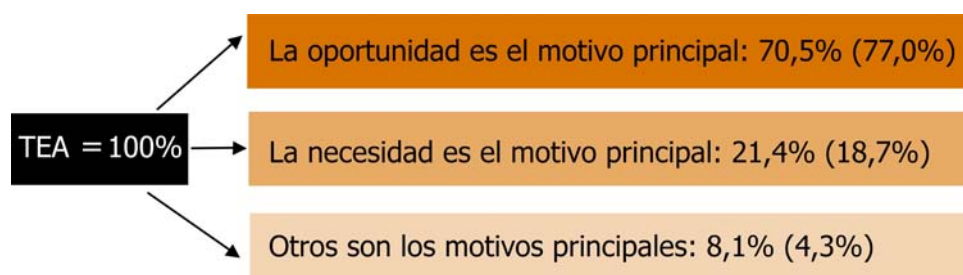 La oportunidad es el motivo principal: 70,5% (77,0%)
TEA = 100%
La necesidad es el motivo principal: 21,4% (18,7%)
Otros son los motivos principales: 8,1% (4,3%)